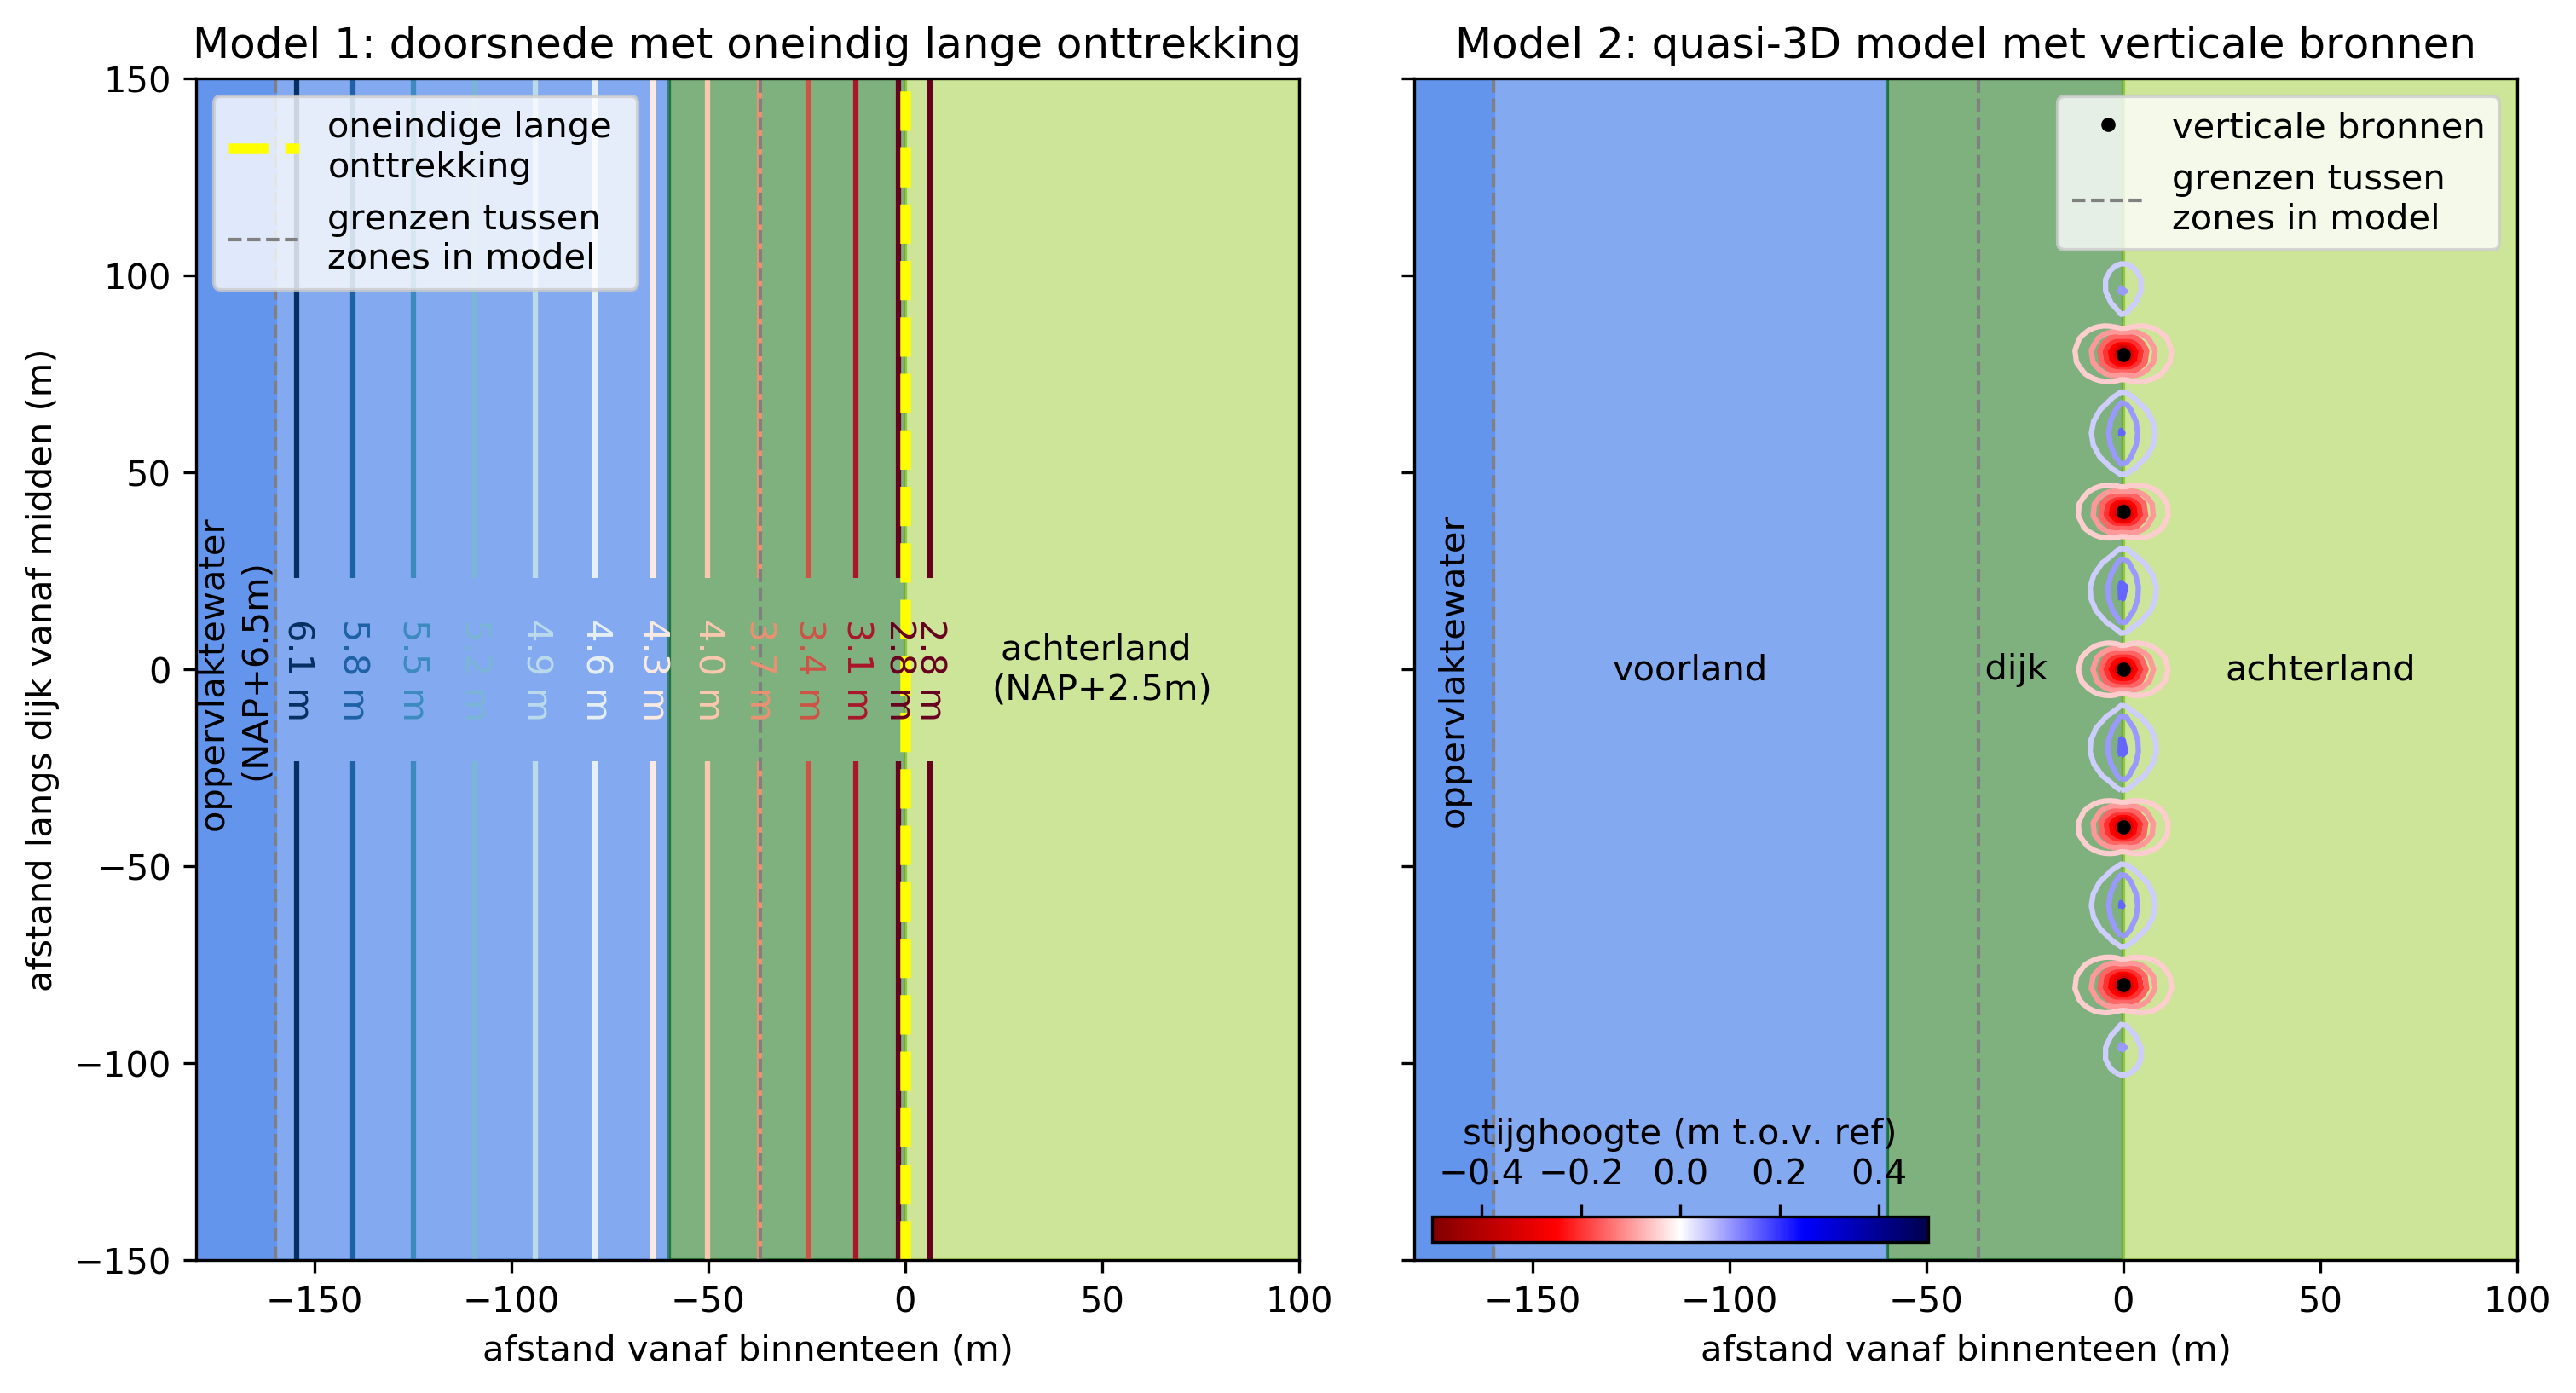 Model 1: doorsnede met oneindig lange onttrekking
150
100
50
0
−50
−100
−150
afstand langs dijk vanaf midden (m)
oneindige lange
onttrekking
grenzen tussen
zones in model
oppervlaktewater
(NAP+6.5m)
6.1 m
5.8 m
5.5 m
5.2 m
4.9 m
4.6 m
4.3 m
4.0 m
3.7 m
3.4 m
3.1 m
2.8 m
2.8 m
achterland
(NAP+2.5m)
−150
−100
−50
0
50
100
afstand vanaf binnenteen (m)
Model 2: quasi-3D model met verticale bronnen
verticale bronnen
grenzen tussen
zones in model
oppervlaktewater
voorland
dijk
achterland
stijghoogte (m t.o.v. ref)
−0.4
−0.2
0.0
0.2
0.4
−150
−100
−50
0
50
100
afstand vanaf binnenteen (m)